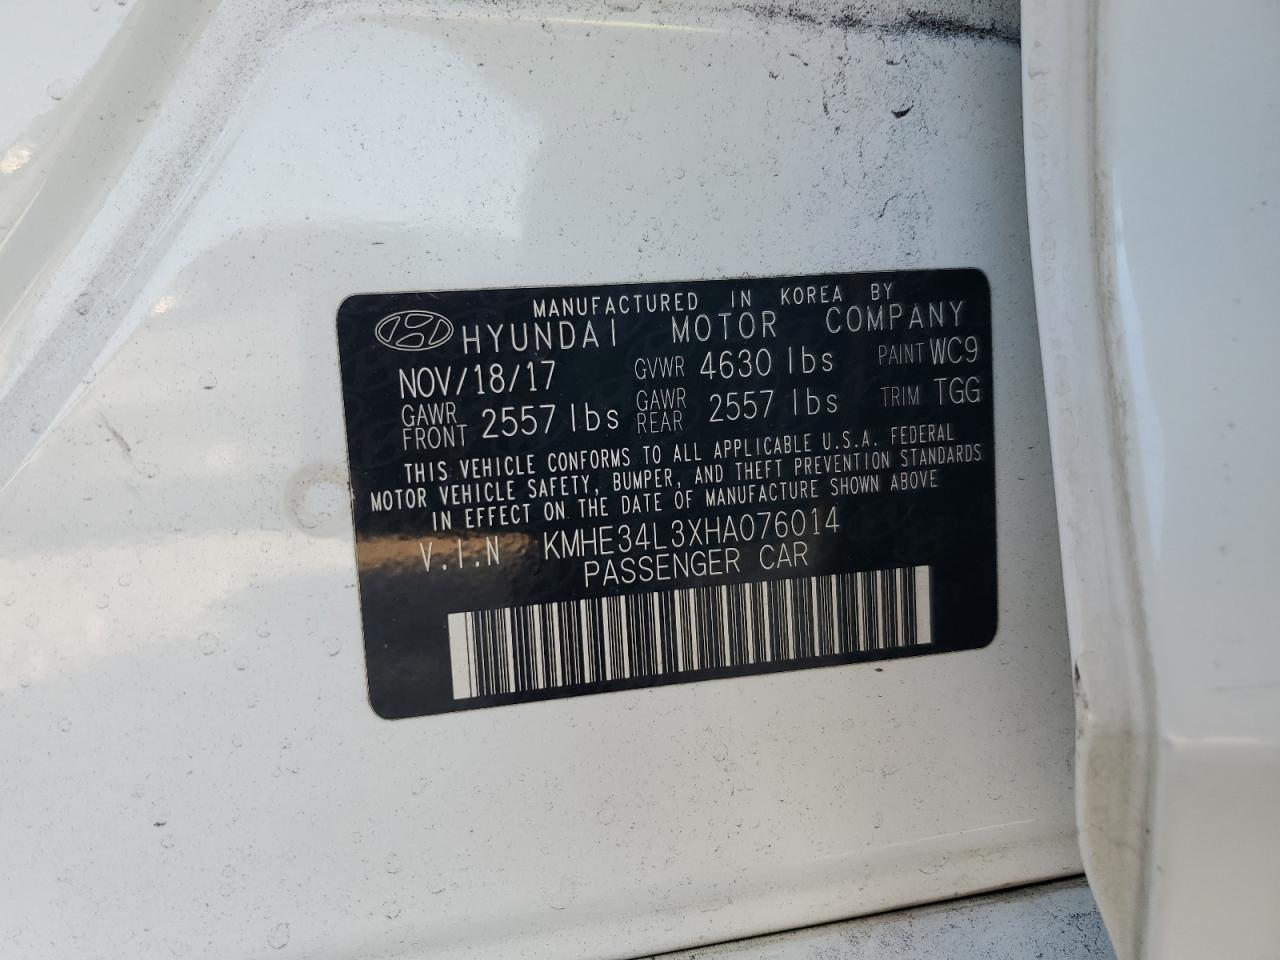 MANUFACTURED IN KOREA BY
HYUNDAI MOTOR COMPANY
NOV/18/17 GVWR 4630 lbs PAINT WC9
GAWR FRONT 2557 lbs GAWR REAR 2557 lbs TRIM TGG
THIS VEHICLE CONFORMS TO ALL APPLICABLE U.S.A. FEDERAL
MOTOR VEHICLE SAFETY, BUMPER, AND THEFT PREVENTION STANDARDS
IN EFFECT ON THE DATE OF MANUFACTURE SHOWN ABOVE
V.I.N KMHE34L3XHA076014
PASSENGER CAR